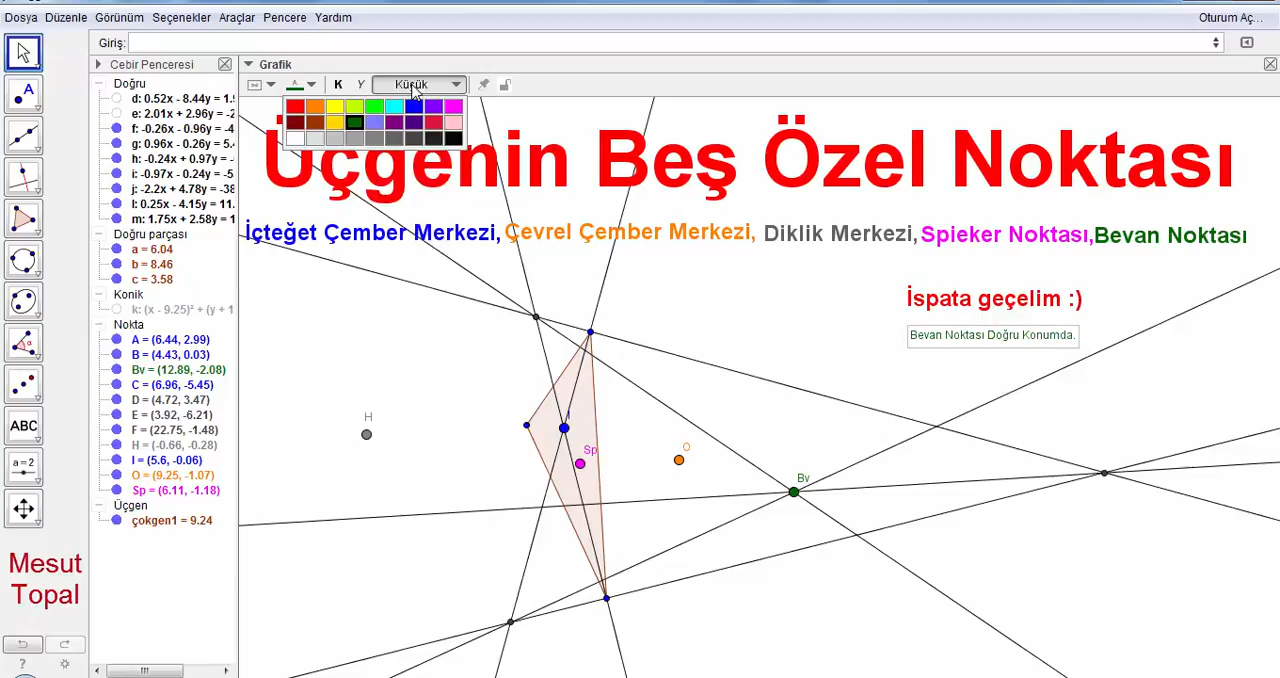 Dosya Düzenle Görünüm Seçenekler Araçlar Pencere Yardım Oturum Aç...
Giriş:
Cebir Penceresi
Grafik
K Y Küçük
Doğru
d: 0.52x - 8.44y = 1.
e: 2.01x + 2.96y = -2
f: -0.26x - 0.96y = -4
g: 0.96x - 0.26y = 5.
h: -0.24x + 0.97y = -
i: -0.97x - 0.24y = -5.
j: -2.2x + 4.78y = -38
l: 0.25x - 4.15y = 11.
m: 1.75x + 2.58y = 1
Doğru parçası
a = 6.04
b = 8.46
c = 3.58
Konik
k: (x - 9.25)² + (y + 1
Nokta
A = (6.44, 2.99)
B = (4.43, 0.03)
Bv = (12.89, -2.08)
C = (6.96, -5.45)
D = (4.72, 3.47)
E = (3.92, -6.21)
F = (22.75, -1.48)
H = (-0.66, -0.28)
I = (5.6, -0.06)
O = (9.25, -1.07)
Sp = (6.11, -1.18)
Üçgen
çokgen1 = 9.24
A
ABC
a=2
Mesut
Topal
?
Üçgenin Beş Özel Noktası
İçteğet Çember Merkezi, Çevrel Çember Merkezi, Diklik Merkezi, Spieker Noktası, Bevan Noktası
İspata geçelim :)
Bevan Noktası Doğru Konumda.
H
I
Sp
O
Bv